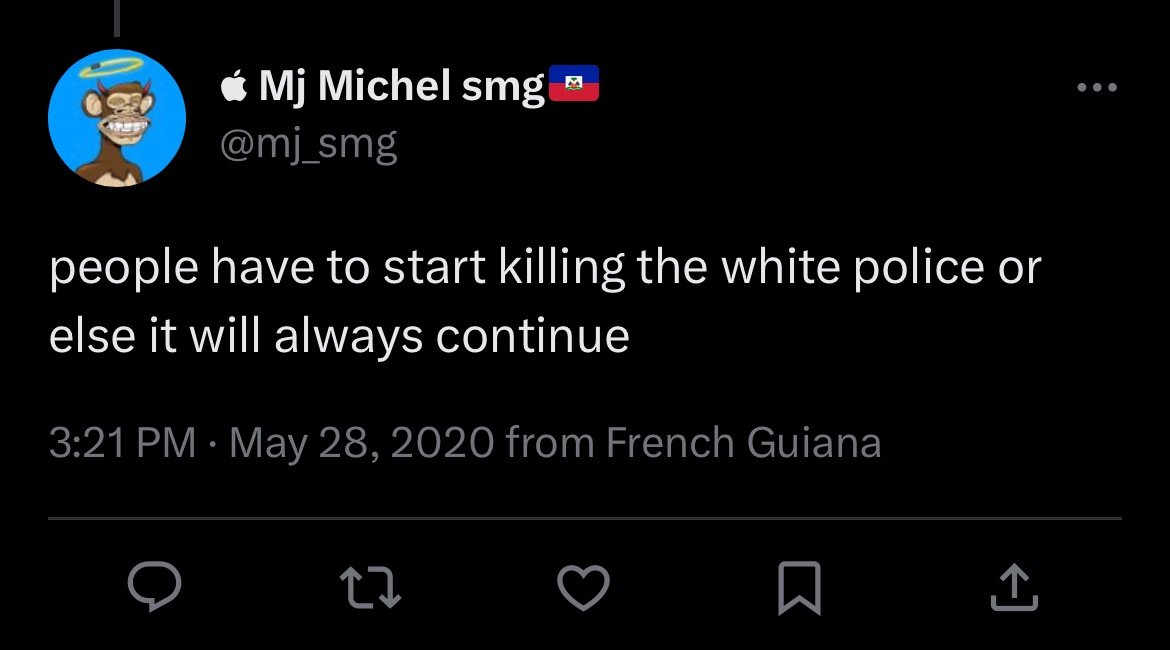 Mj Michel smg🇭🇹
@mj_smg
people have to start killing the white police or
else it will always continue
3:21 PM · May 28, 2020 from French Guiana